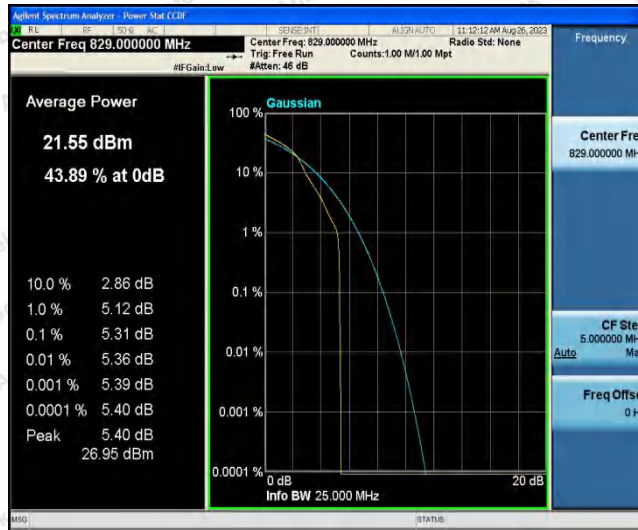 Agilent Spectrum Analyzer - Power Stat CCDF
RL RF 50 Ω AC SENSE:INT ALIGN AUTO 11:12:12 AM Aug 26, 2023
Center Freq 829.000000 MHz
Center Freq: 829.000000 MHz Radio Std: None
Trig: Free Run Counts:1.00 M/1.00 Mpt
#IFGain:Low #Atten: 46 dB
Frequency
Average Power
21.55 dBm
43.89 % at 0dB
10.0 % 2.86 dB
1.0 % 5.12 dB
0.1 % 5.31 dB
0.01 % 5.36 dB
0.001 % 5.39 dB
0.0001 % 5.40 dB
Peak 5.40 dB
26.95 dBm
Gaussian
100 %
10 %
1 %
0.1 %
0.01 %
0.001 %
0.0001 %
0 dB 20 dB
Info BW 25.000 MHz
Center Fre
829.000000 MH
CF Ste
5.000000 MH
Auto Ma
Freq Offse
0 H
MSG STATUS